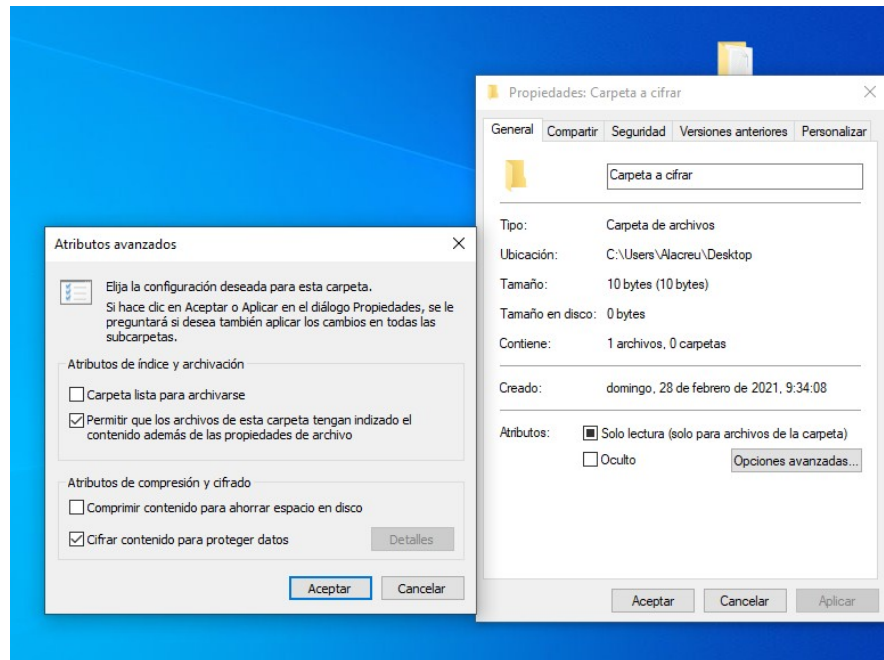 Propiedades: Carpeta a cifrar
General Compartir Seguridad Versiones anteriores Personalizar
Carpeta a cifrar
Tipo: Carpeta de archivos
Ubicación: C:\Users\Alacreu\Desktop
Tamaño: 10 bytes (10 bytes)
Tamaño en disco: 0 bytes
Contiene: 1 archivos, 0 carpetas
Creado: domingo, 28 de febrero de 2021, 9:34:08
Atributos: Solo lectura (solo para archivos de la carpeta)
Oculto Opciones avanzadas...
Aceptar Cancelar Aplicar
Atributos avanzados
Elija la configuración deseada para esta carpeta.
Si hace clic en Aceptar o Aplicar en el diálogo Propiedades, se le
preguntará si desea también aplicar los cambios en todas las
subcarpetas.
Atributos de índice y archivación
Carpeta lista para archivarse
Permitir que los archivos de esta carpeta tengan indizado el
contenido además de las propiedades de archivo
Atributos de compresión y cifrado
Comprimir contenido para ahorrar espacio en disco
Cifrar contenido para proteger datos Detalles
Aceptar Cancelar